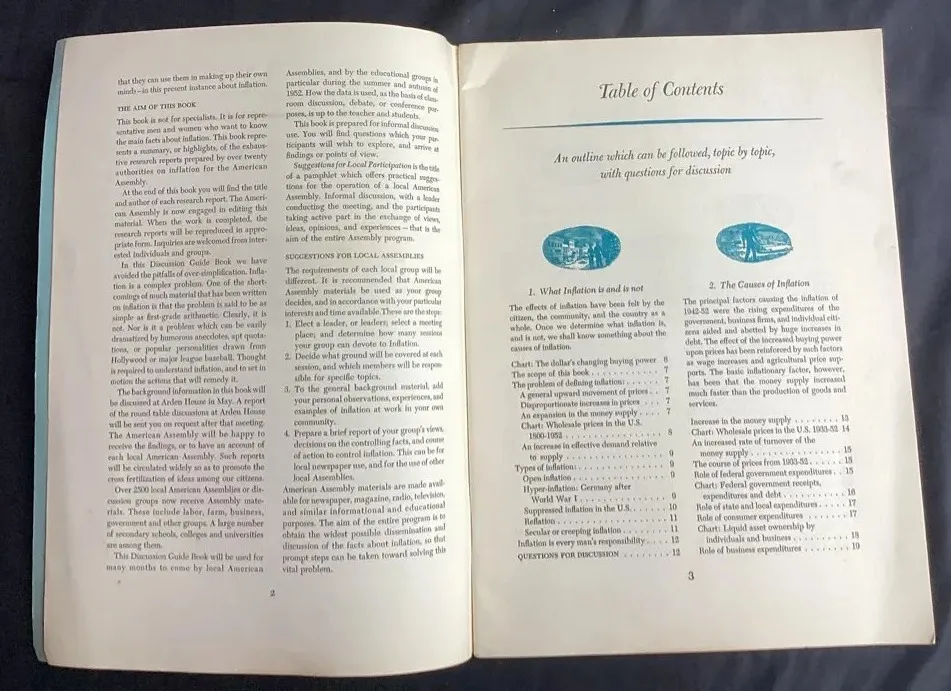 that they can use them in making up their own
minds—in this present instance about inflation.
THE AIM OF THIS BOOK
This book is not for specialists. It is for repre-
sentative men and women who want to know
the main facts about inflation. This book repre-
sents a summary, or highlights, of the exhaus-
tive research reports prepared by over twenty
authorities on inflation for the American
Assembly.
At the end of this book you will find the title
and author of each research report. The Ameri-
can Assembly is now engaged in editing this
material. When the work is completed, the
research reports will be reproduced in appro-
priate form. Inquiries are welcomed from inter-
ested individuals and groups.
In this Discussion Guide Book we have
avoided the pitfalls of over-simplification. Infla-
tion is a complex problem. One of the short-
comings of much material that has been written
on inflation is that the problem is said to be as
simple as first-grade arithmetic. Clearly, it is
not. Nor is it a problem which can be easily
dramatized by humorous anecdotes, apt quota-
tions, or popular personalities drawn from
Hollywood or major league baseball. Thought
is required to understand inflation, and to set in
motion the actions that will remedy it.
The background information in this book will
be discussed at Arden House in May. A report
of the round table discussions at Arden House
will be sent you on request after that meeting.
The American Assembly will be happy to
receive the findings, or to have an account of
each local American Assembly. Such reports
will be circulated widely so as to promote the
cross fertilization of ideas among our citizens.
Over 2500 local American Assemblies or dis-
cussion groups now receive Assembly mate-
rials. These include labor, farm, business,
government and other groups. A large number
of secondary schools, colleges and universities
are among them.
This Discussion Guide Book will be used for
many months to come by local American
Assemblies, and by the educational groups in
particular during the summer and autumn of
1952. How the data is used, as the basis of class-
room discussion, debate, or conference pur-
poses, is up to the teacher and students.
This book is prepared for informal discussion
use. You will find questions which your par-
ticipants will wish to explore, and arrive at
findings or points of view.
Suggestions for Local Participation is the title
of a pamphlet which offers practical sugges-
tions for the operation of a local American
Assembly. Informal discussion, with a leader
conducting the meeting, and the participants
taking active part in the exchange of views,
ideas, opinions, and experiences—that is the
aim of the entire Assembly program.
SUGGESTIONS FOR LOCAL ASSEMBLIES
The requirements of each local group will be
different. It is recommended that American
Assembly materials be used as your group
decides, and in accordance with your particular
interests and time available. These are the steps:
1. Elect a leader, or leaders; select a meeting
place; and determine how many sessions
your group can devote to Inflation.
2. Decide what ground will be covered at each
session, and which members will be respon-
sible for specific topics.
3. To the general background material, add
your personal observations, experiences, and
examples of inflation at work in your own
community.
4. Prepare a brief report of your group's views,
decisions on the controlling facts, and course
of action to control inflation. This can be for
local newspaper use, and for the use of other
local Assemblies.
American Assembly materials are made avail-
able for newspaper, magazine, radio, television,
and similar informational and educational
purposes. The aim of the entire program is to
obtain the widest possible dissemination and
discussion of the facts about inflation, so that
prompt steps can be taken toward solving this
vital problem.
2
Table of Contents
An outline which can be followed, topic by topic,
with questions for discussion
1. What Inflation is and is not
The effects of inflation have been felt by the
citizen, the community, and the country as a
whole. Once we determine what inflation is,
and is not, we shall know something about the
causes of inflation.
Chart: The dollar's changing buying power 6
The scope of this book . . . . . . . . . . . 7
The problem of defining inflation: . . . . . . 7
A general upward movement of prices . . 7
Disproportionate increases in prices . . . 7
An expansion in the money supply . . . . 7
Chart: Wholesale prices in the U.S.
1800-1952 . . . . . . . . . . . . . . . . 8
An increase in effective demand relative
to supply . . . . . . . . . . . . . . . . 9
Types of inflation: . . . . . . . . . . . . . 9
Open inflation . . . . . . . . . . . . . . 9
Hyper-inflation: Germany after
World War I . . . . . . . . . . . . . . 9
Suppressed inflation in the U.S. . . . . . 10
Reflation . . . . . . . . . . . . . . . . 11
Secular or creeping inflation . . . . . . . 11
Inflation is every man's responsibility . . . . 12
QUESTIONS FOR DISCUSSION . . . . . . . . 12
2. The Causes of Inflation
The principal factors causing the inflation of
1942-52 were the rising expenditures of the
government, business firms, and individual citi-
zens aided and abetted by huge increases in
debt. The effect of the increased buying power
upon prices has been reinforced by such factors
as wage increases and agricultural price sup-
ports. The basic inflationary factor, however,
has been that the money supply increased
much faster than the production of goods and
services.
Increase in the money supply . . . . . . . . 13
Chart: Wholesale prices in the U.S. 1933-52 14
An increased rate of turnover of the
money supply . . . . . . . . . . . . . . 15
The course of prices from 1933-52 . . . . . . 15
Role of federal government expenditures . . 15
Chart: Federal government receipts,
expenditures and debt . . . . . . . . . . 16
Role of state and local expenditures . . . . . 17
Role of consumer expenditures . . . . . . . 17
Chart: Liquid asset ownership by
individuals and business . . . . . . . . . 18
Role of business expenditures . . . . . . . . 19
3